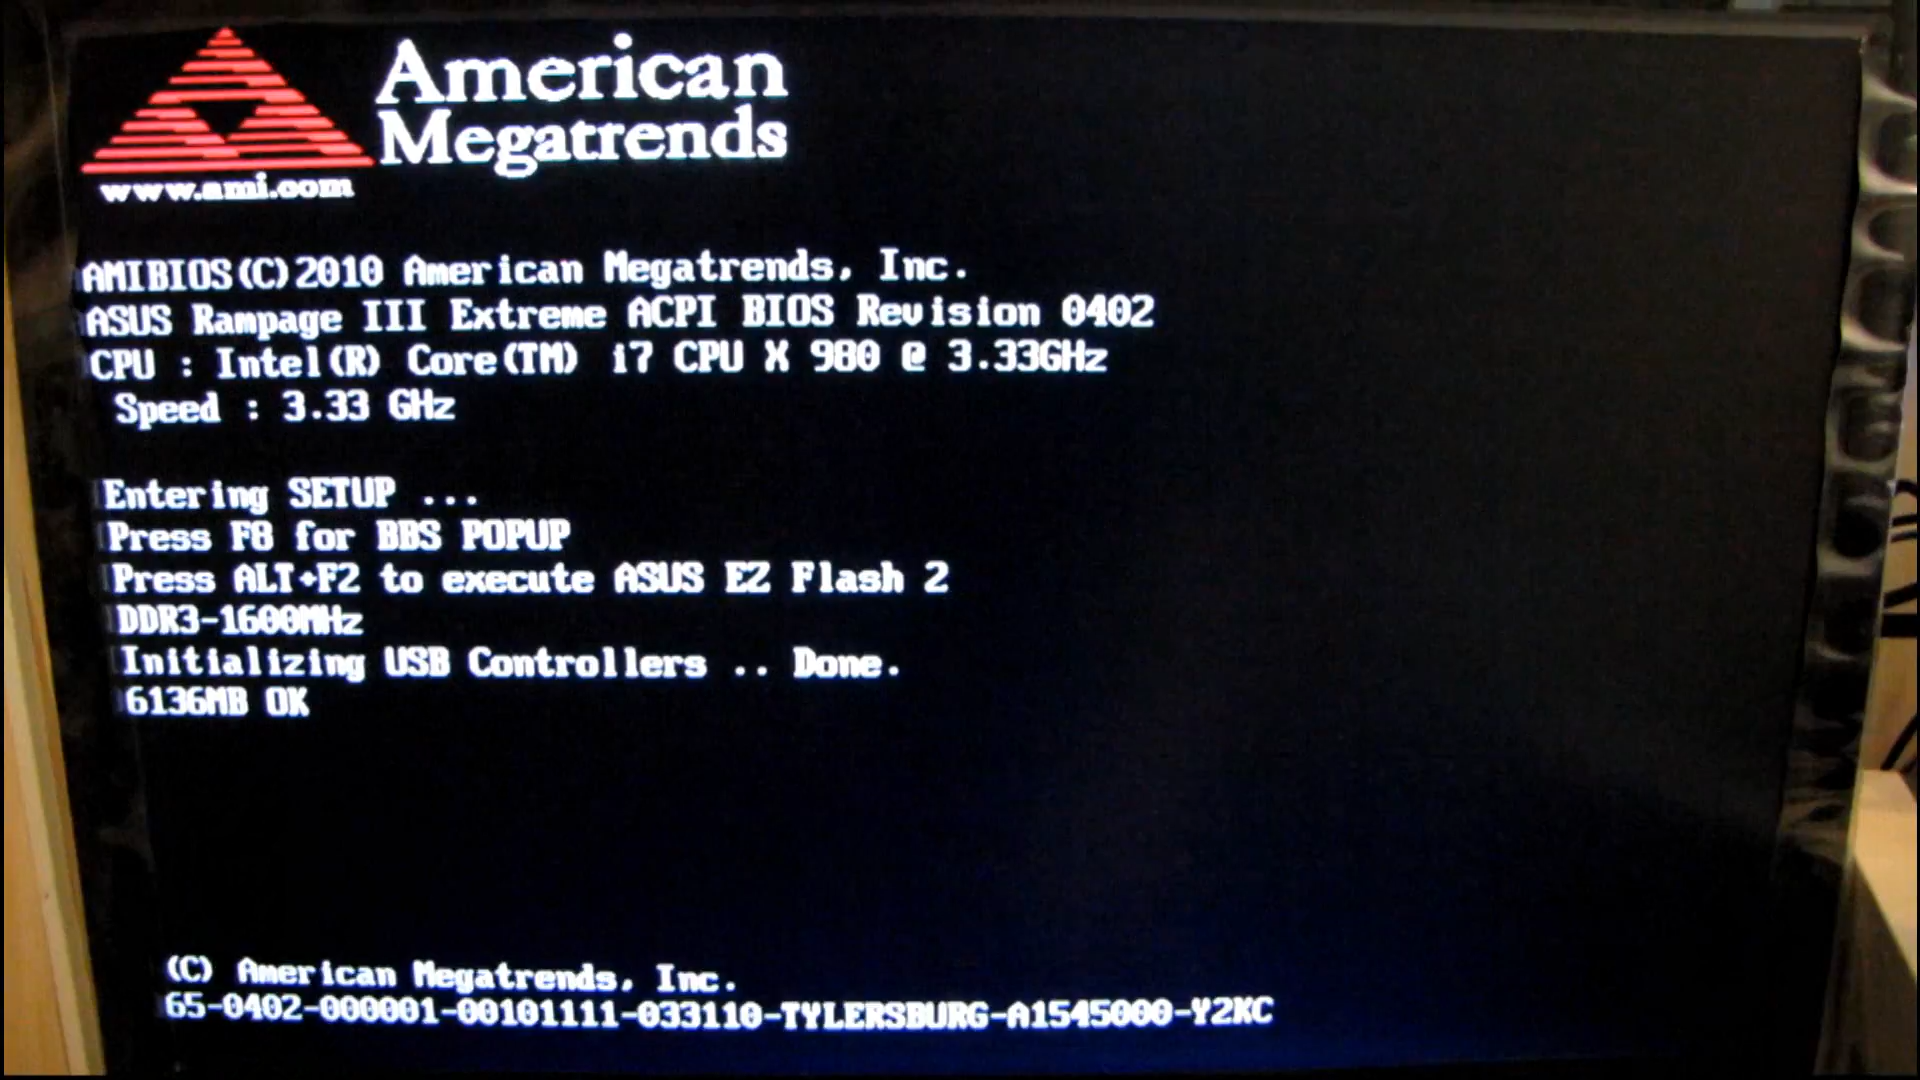 American
Megatrends
www.ami.com
AMIBIOS(C)2010 American Megatrends, Inc.
ASUS Rampage III Extreme ACPI BIOS Revision 0402
CPU : Intel(R) Core(TM) i7 CPU X 980 @ 3.33GHz
Speed : 3.33 GHz
Entering SETUP ...
Press F8 for BBS POPUP
Press ALT+F2 to execute ASUS EZ Flash 2
DDR3-1600MHz
Initializing USB Controllers .. Done.
6136MB OK
(C) American Megatrends, Inc.
65-0402-000001-00101111-033110-TYLERSBURG-A1545000-Y2KC